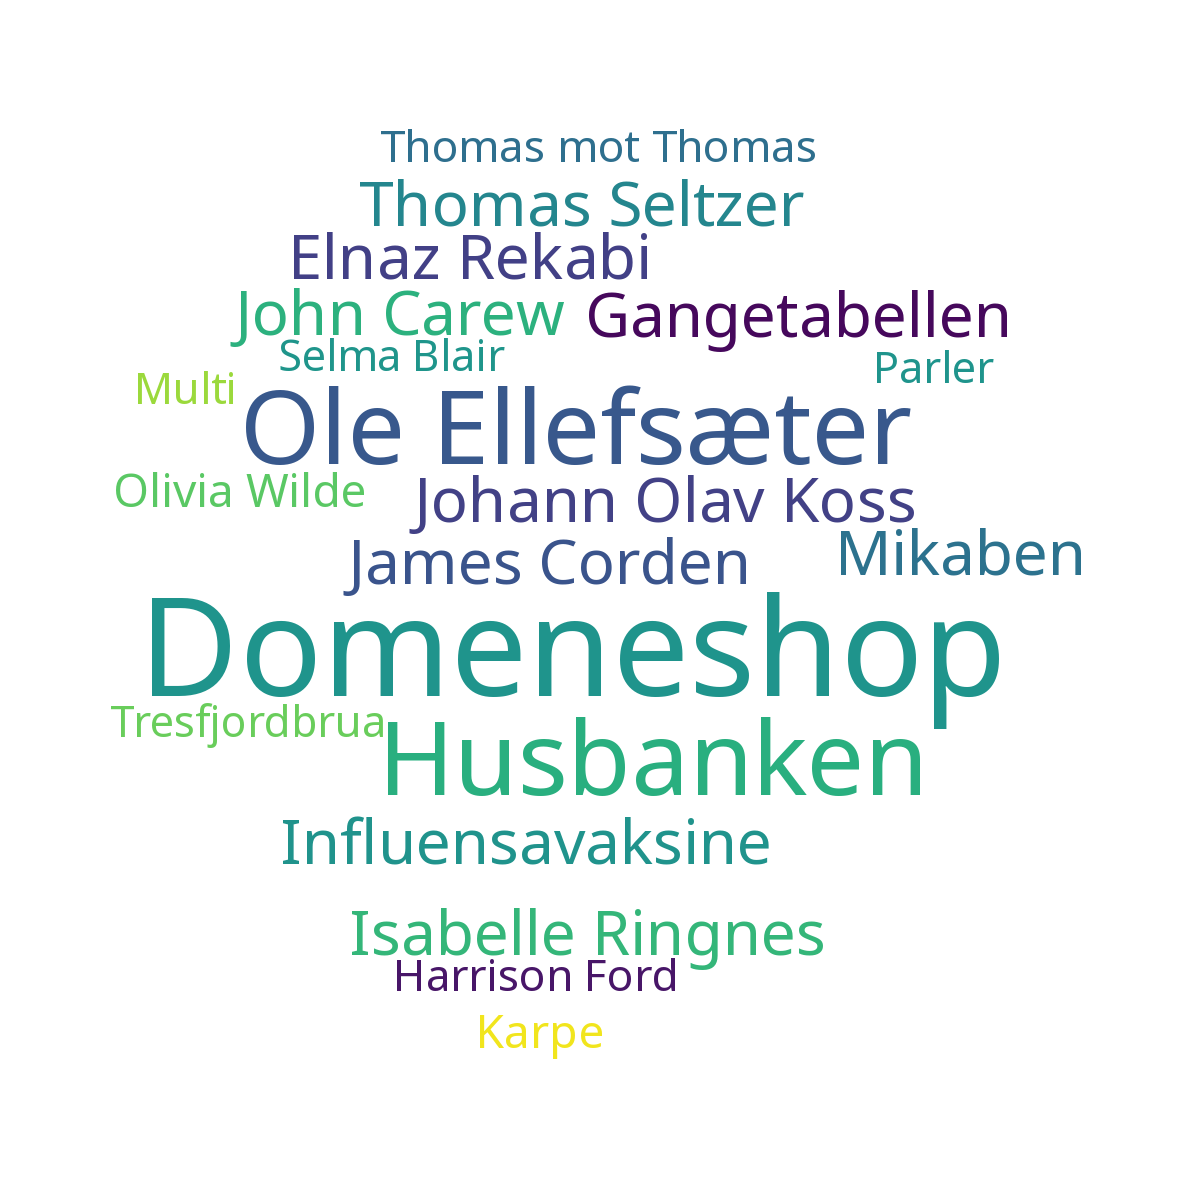 Thomas mot Thomas
Thomas Seltzer
Elnaz Rekabi
John Carew
Gangetabellen
Selma Blair
Parler
Multi
Ole Ellefsæter
Olivia Wilde
Johann Olav Koss
James Corden
Mikaben
Domeneshop
Tresfjordbrua
Husbanken
Influensavaksine
Isabelle Ringnes
Harrison Ford
Karpe